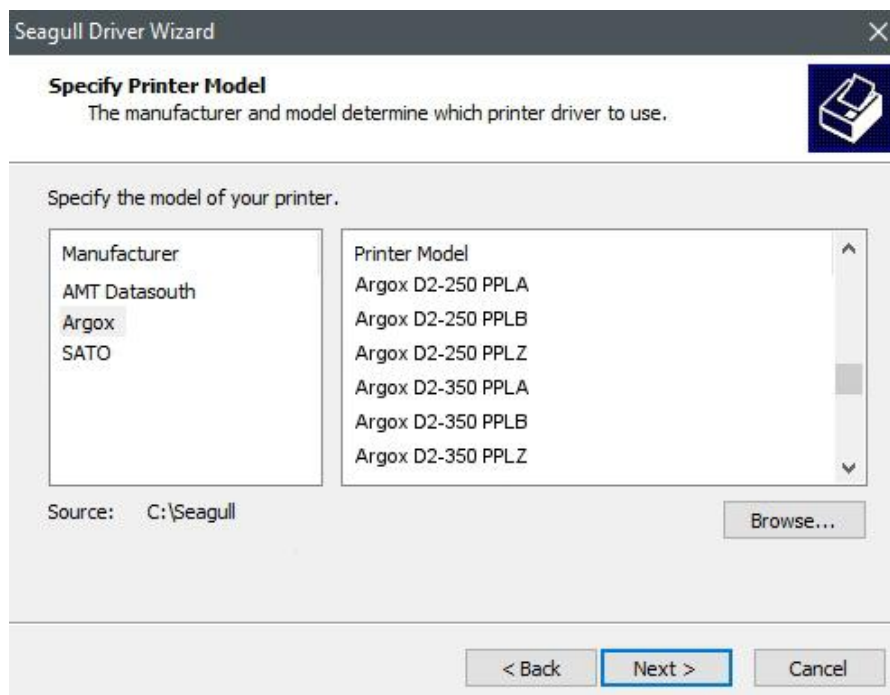 Seagull Driver Wizard
Specify Printer Model
The manufacturer and model determine which printer driver to use.
Specify the model of your printer.
Manufacturer
AMT Datasouth
Argox
SATO
Printer Model
Argox D2-250 PPLA
Argox D2-250 PPLB
Argox D2-250 PPLZ
Argox D2-350 PPLA
Argox D2-350 PPLB
Argox D2-350 PPLZ
Source: C:\Seagull
Browse...
< Back
Next >
Cancel